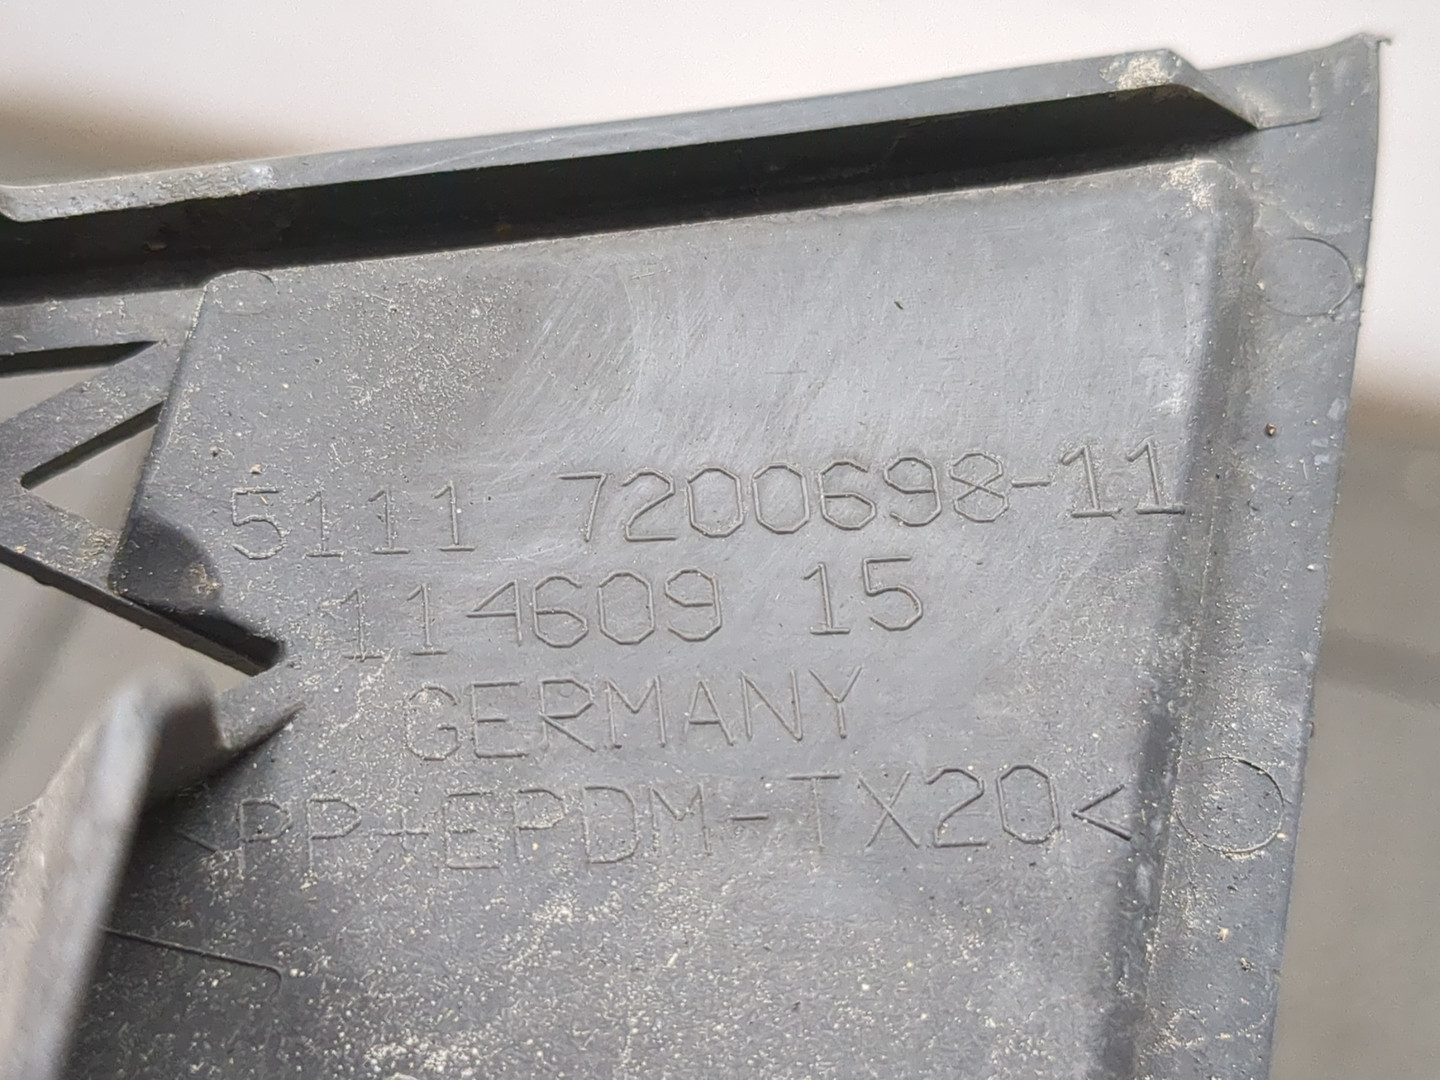 5111 7200698-11
114609 15
GERMANY
<PP+EPDM-TX20<